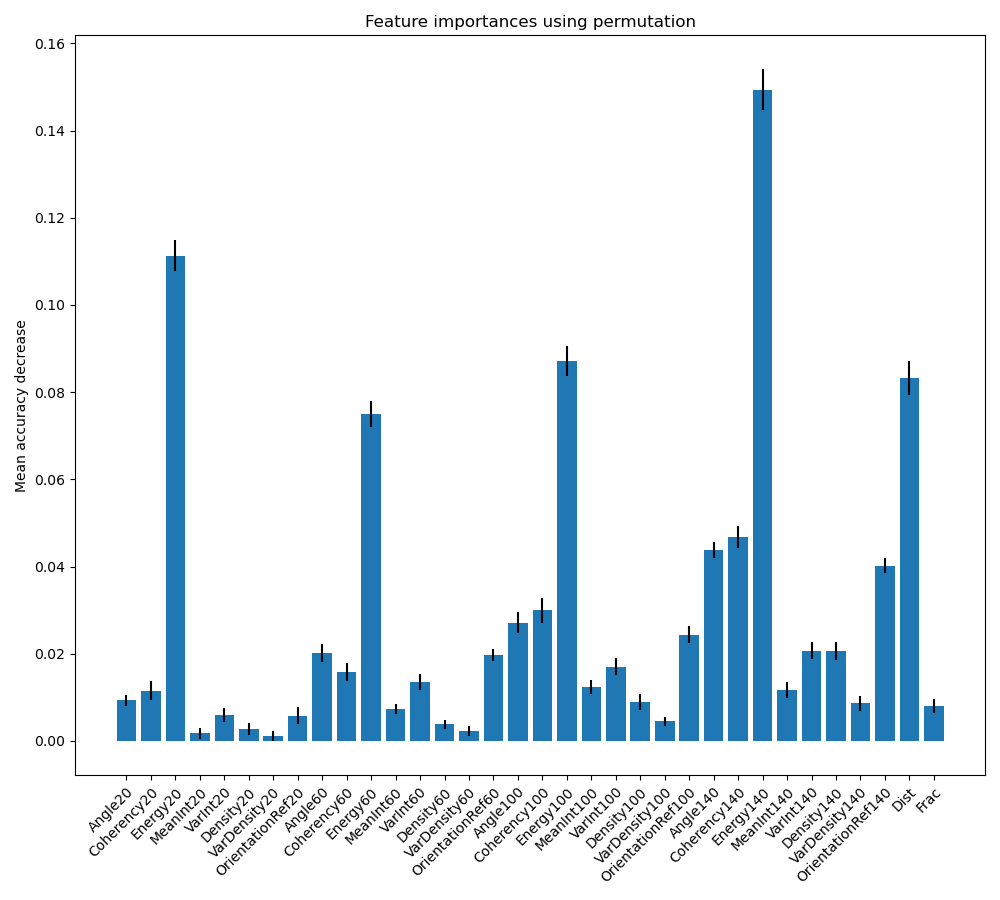 Feature importances using permutation
Mean accuracy decrease
0.16
0.14
0.12
0.10
0.08
0.06
0.04
0.02
0.00
Angle20
Coherency20
Energy20
MeanInt20
VarInt20
Density20
VarDensity20
OrientationRef20
Angle60
Coherency60
Energy60
MeanInt60
VarInt60
Density60
VarDensity60
OrientationRef60
Angle100
Coherency100
Energy100
MeanInt100
VarInt100
Density100
VarDensity100
OrientationRef100
Angle140
Coherency140
Energy140
MeanInt140
VarInt140
Density140
VarDensity140
OrientationRef140
Dist
Frac